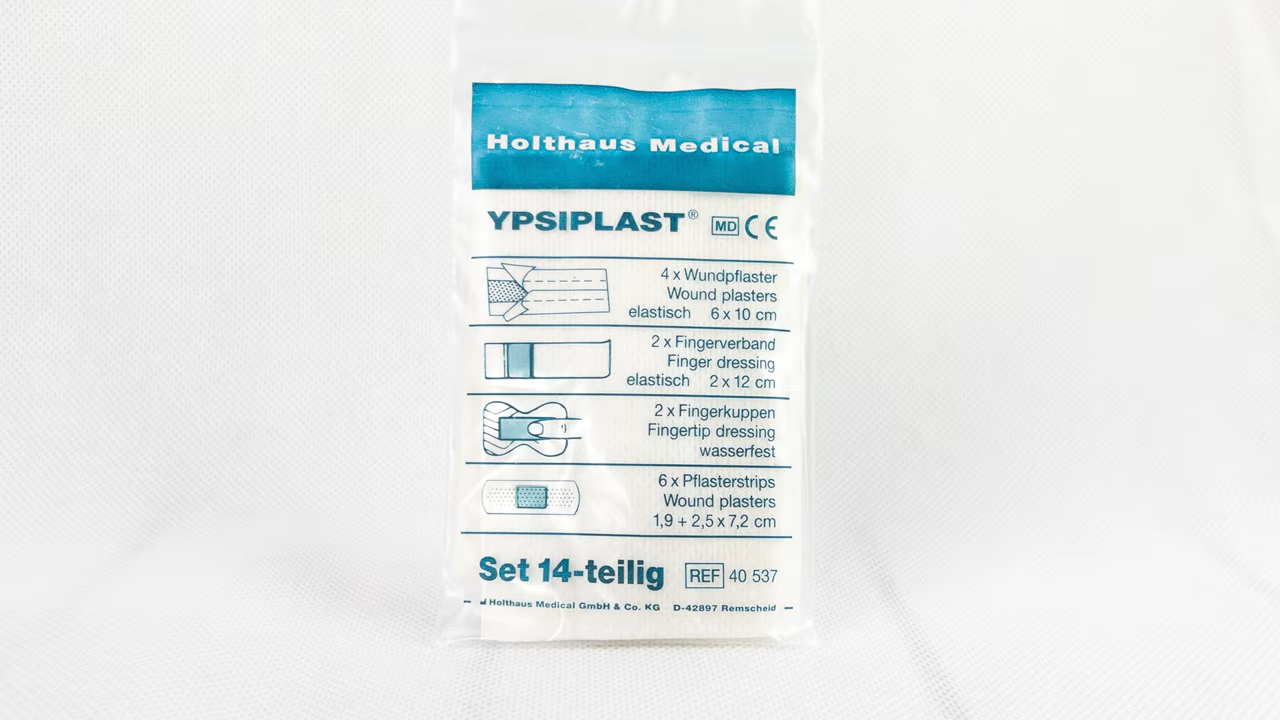 Holthaus Medical
YPSIPLAST® MD CE
4 x Wundpflaster
Wound plasters
elastisch 6 x 10 cm
2 x Fingerverband
Finger dressing
elastisch 2 x 12 cm
2 x Fingerkuppen
Fingertip dressing
wasserfest
6 x Pflasterstrips
Wound plasters
1,9 + 2,5 x 7,2 cm
Set 14-teilig REF 40 537
Holthaus Medical GmbH & Co. KG D-42897 Remscheid